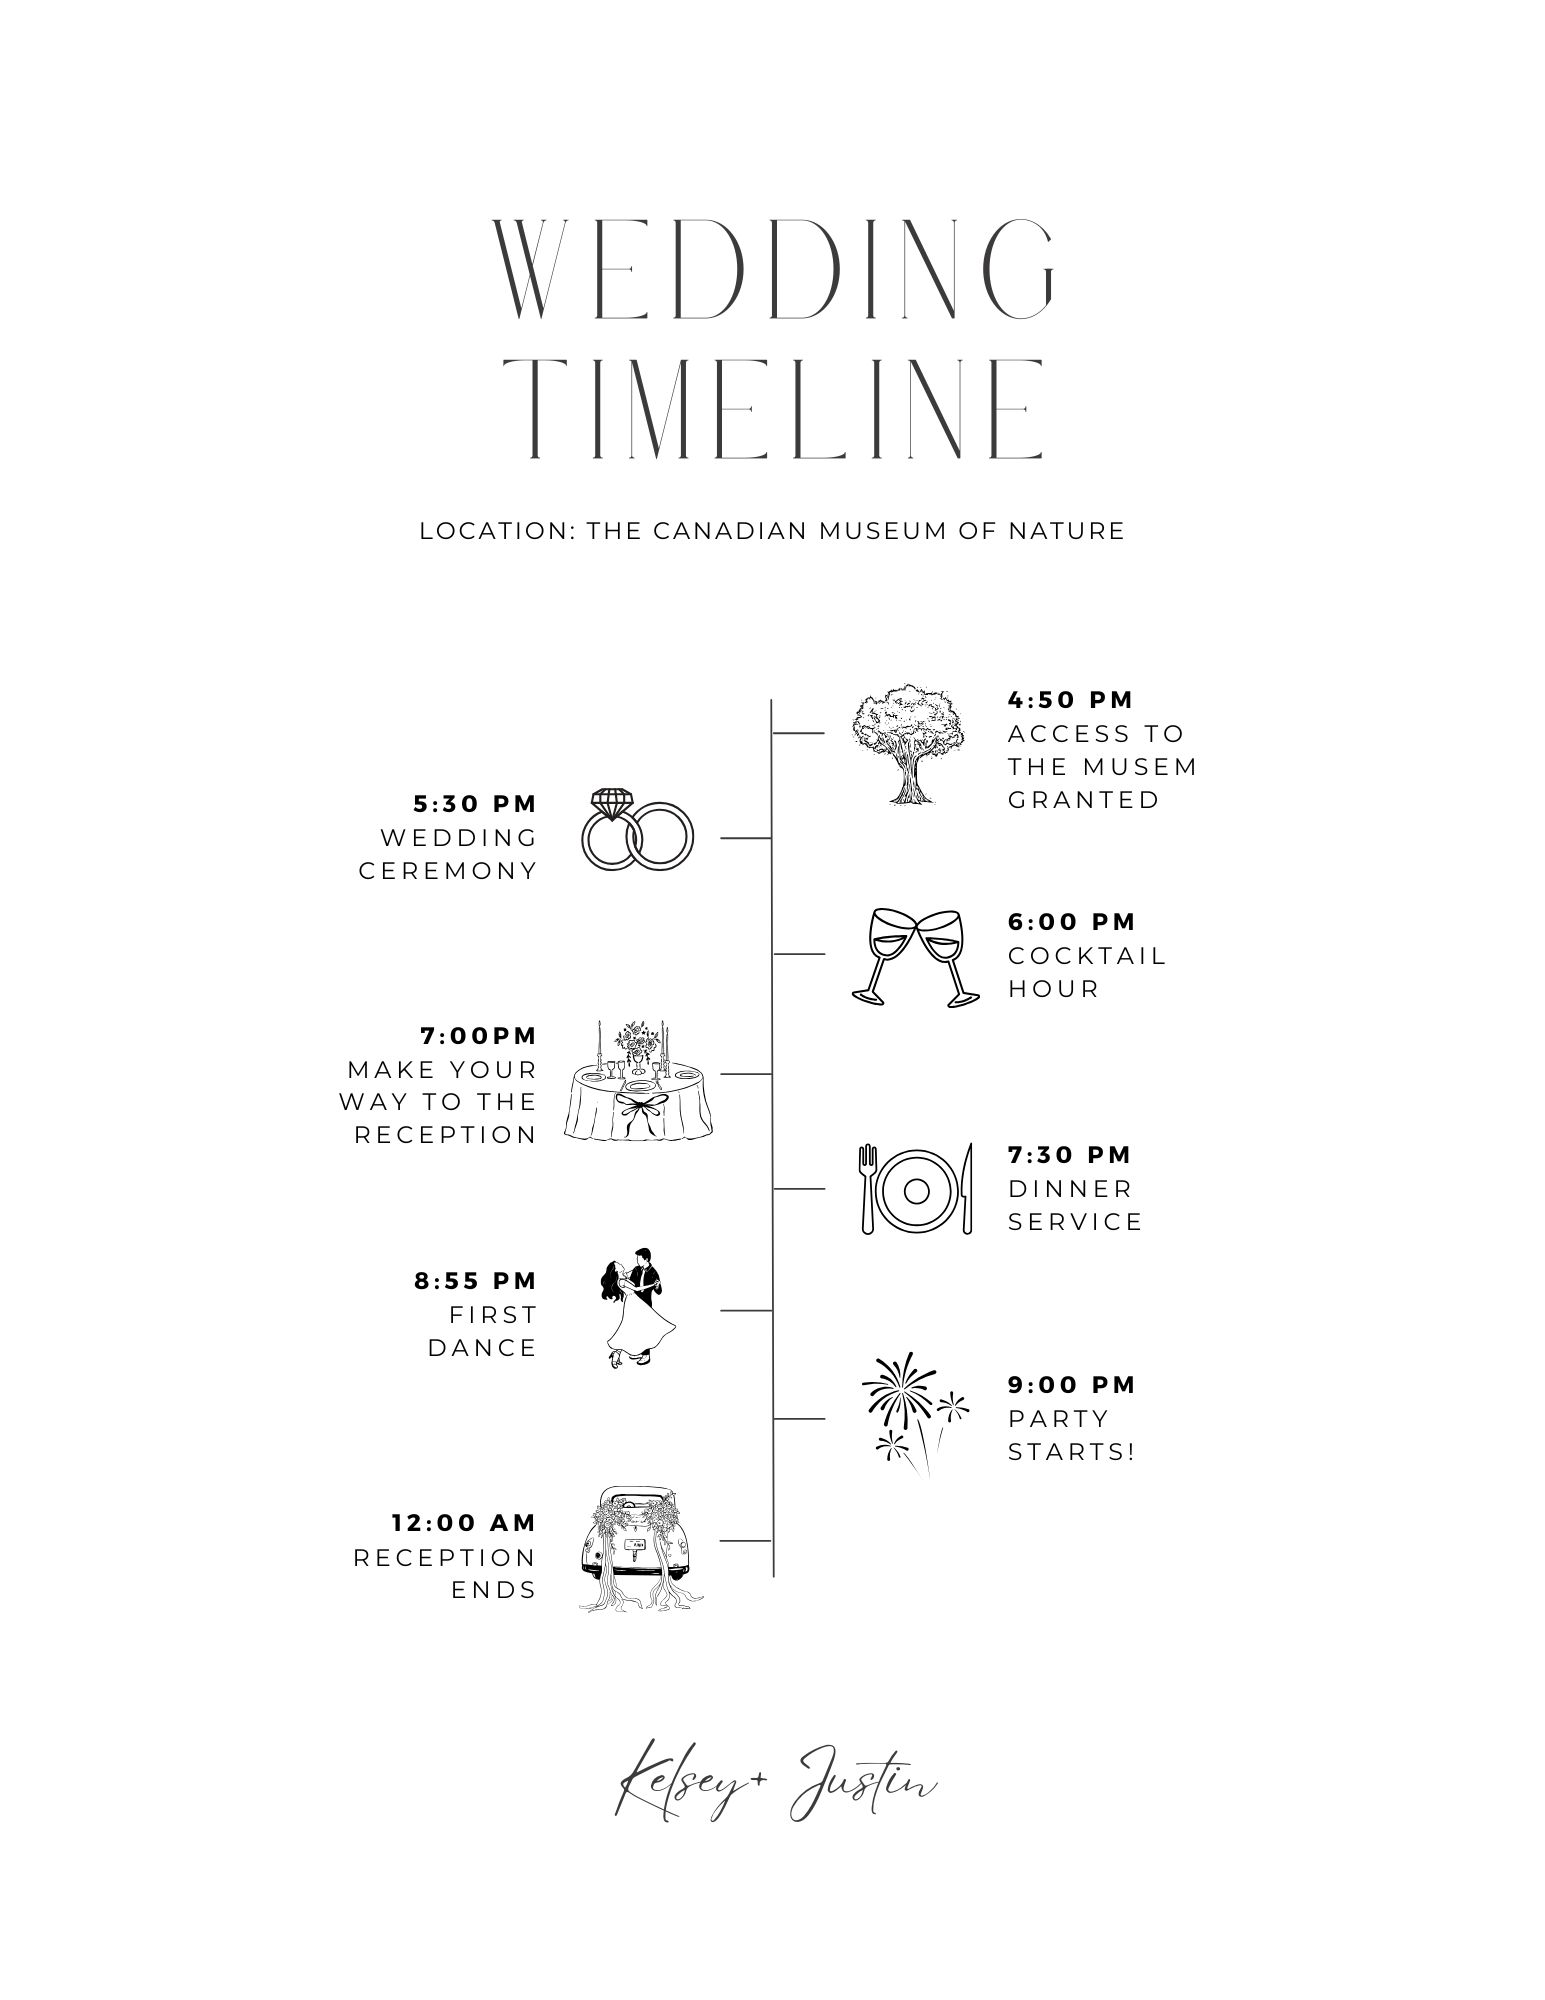 WEDDING
TIMELINE
LOCATION: THE CANADIAN MUSEUM OF NATURE
4:50 PM
ACCESS TO
THE MUSEM
GRANTED
5:30 PM
WEDDING
CEREMONY
6:00 PM
COCKTAIL
HOUR
7:00PM
MAKE YOUR
WAY TO THE
RECEPTION
7:30 PM
DINNER
SERVICE
8:55 PM
FIRST
DANCE
9:00 PM
PARTY
STARTS!
12:00 AM
RECEPTION
ENDS
Kelsey+ Justin